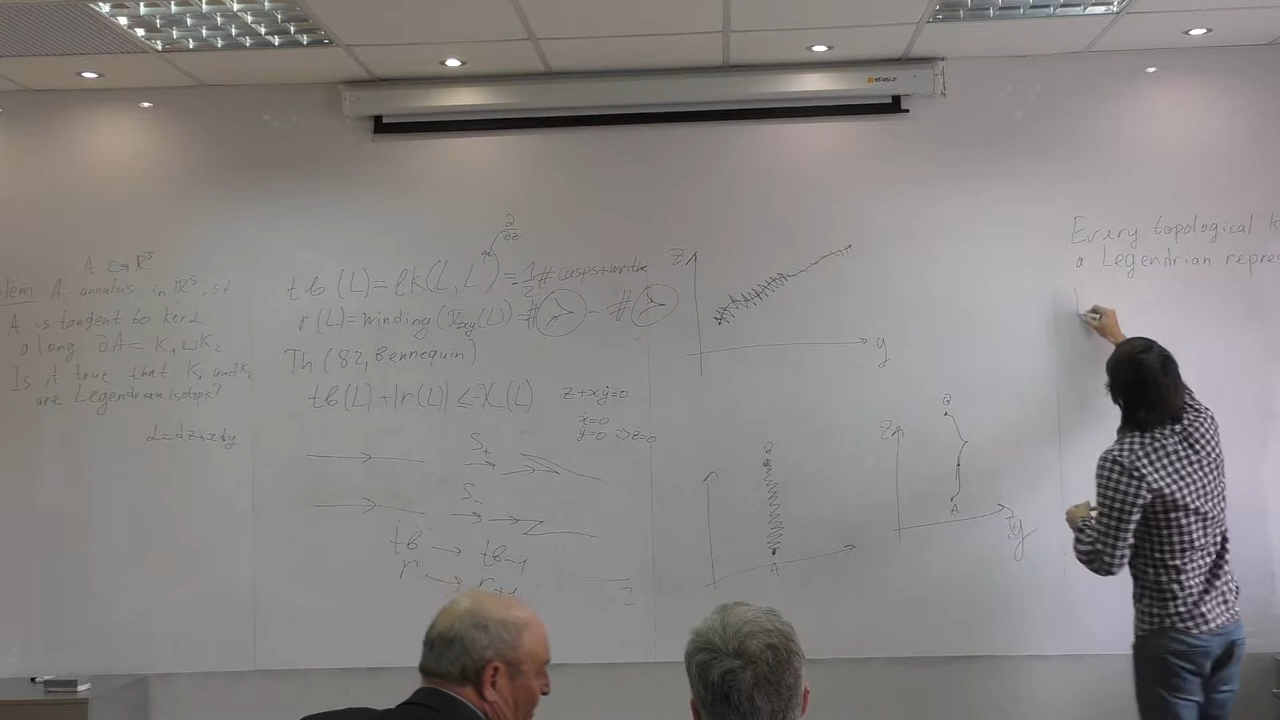 A ⊂→ ℝ³
lem A annulus in ℝ³, st
A is tangent to ker α
along ∂A = K₁ ⊔ K₂
Is it true that K₁ and K₂
are Legendrian isotopic?
α = dz + xdy
∂/∂z
tb(L) = lk(L, L') = 1/2 # cusps + writhe
r(L) = winding (π_xy(L)) = # - #
Th (82, Bennequin)
tb(L) + |r(L)| ≤ -χ(L)
ż + xẏ = 0
ẋ = 0
ẏ = 0 ⇒ ż = 0
S₊
S₋
tb → tb-1
r → r±1
z
y
A
z
B
A
y
Every topological k
a Legendrian repre